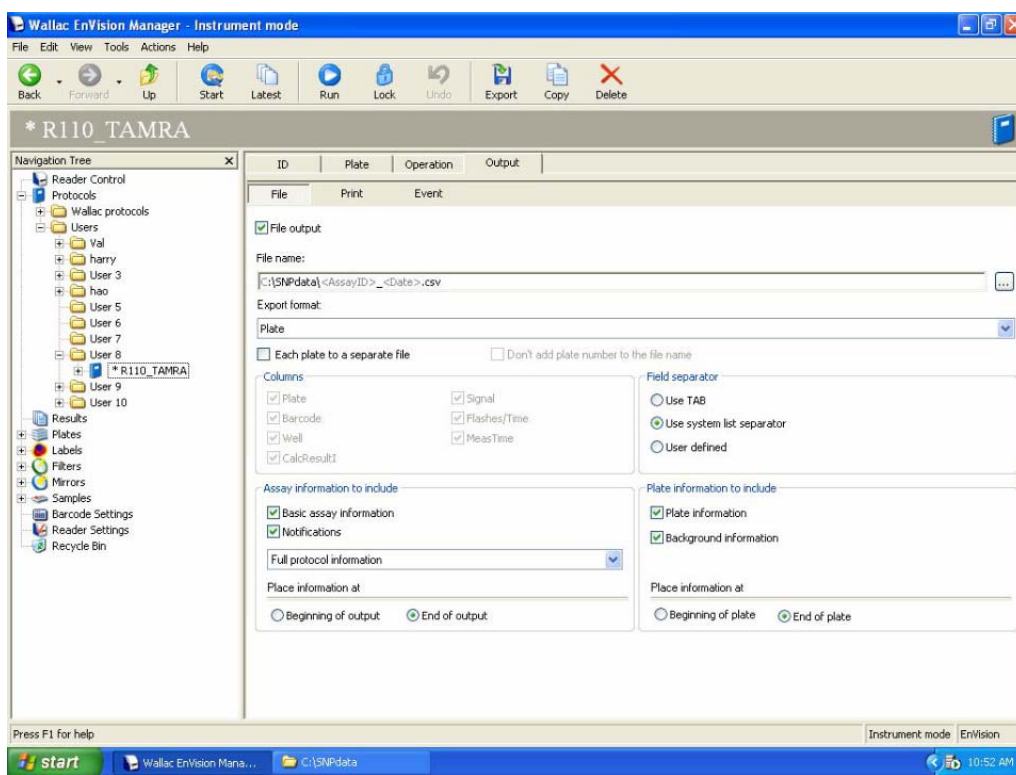 Wallac EnVision Manager - Instrument mode
File Edit View Tools Actions Help
Back Forward Up Start Latest Run Lock Undo Export Copy Delete
* R110_TAMRA
Navigation Tree
Reader Control
Protocols
Wallac protocols
Users
Val
harry
User 3
hao
User 5
User 6
User 7
User 8
* R110_TAMRA
User 9
User 10
Results
Plates
Labels
Filters
Mirrors
Samples
Barcode Settings
Reader Settings
Recycle Bin
ID Plate Operation Output
File Print Event
File output
File name:
C:\SNPdata\<AssayID>_<Date>.csv
...
Export format:
Plate
Each plate to a separate file Don't add plate number to the file name
Columns
Plate Signal
Barcode Flashes/Time
Well MeasTime
CalcResultI
Field separator
Use TAB
Use system list separator
User defined
Assay information to include
Basic assay information
Notifications
Full protocol information
Place information at
Beginning of output End of output
Plate information to include
Plate information
Background information
Place information at
Beginning of plate End of plate
Press F1 for help Instrument mode EnVision
start Wallac EnVision Mana... C:\SNPdata 10:52 AM